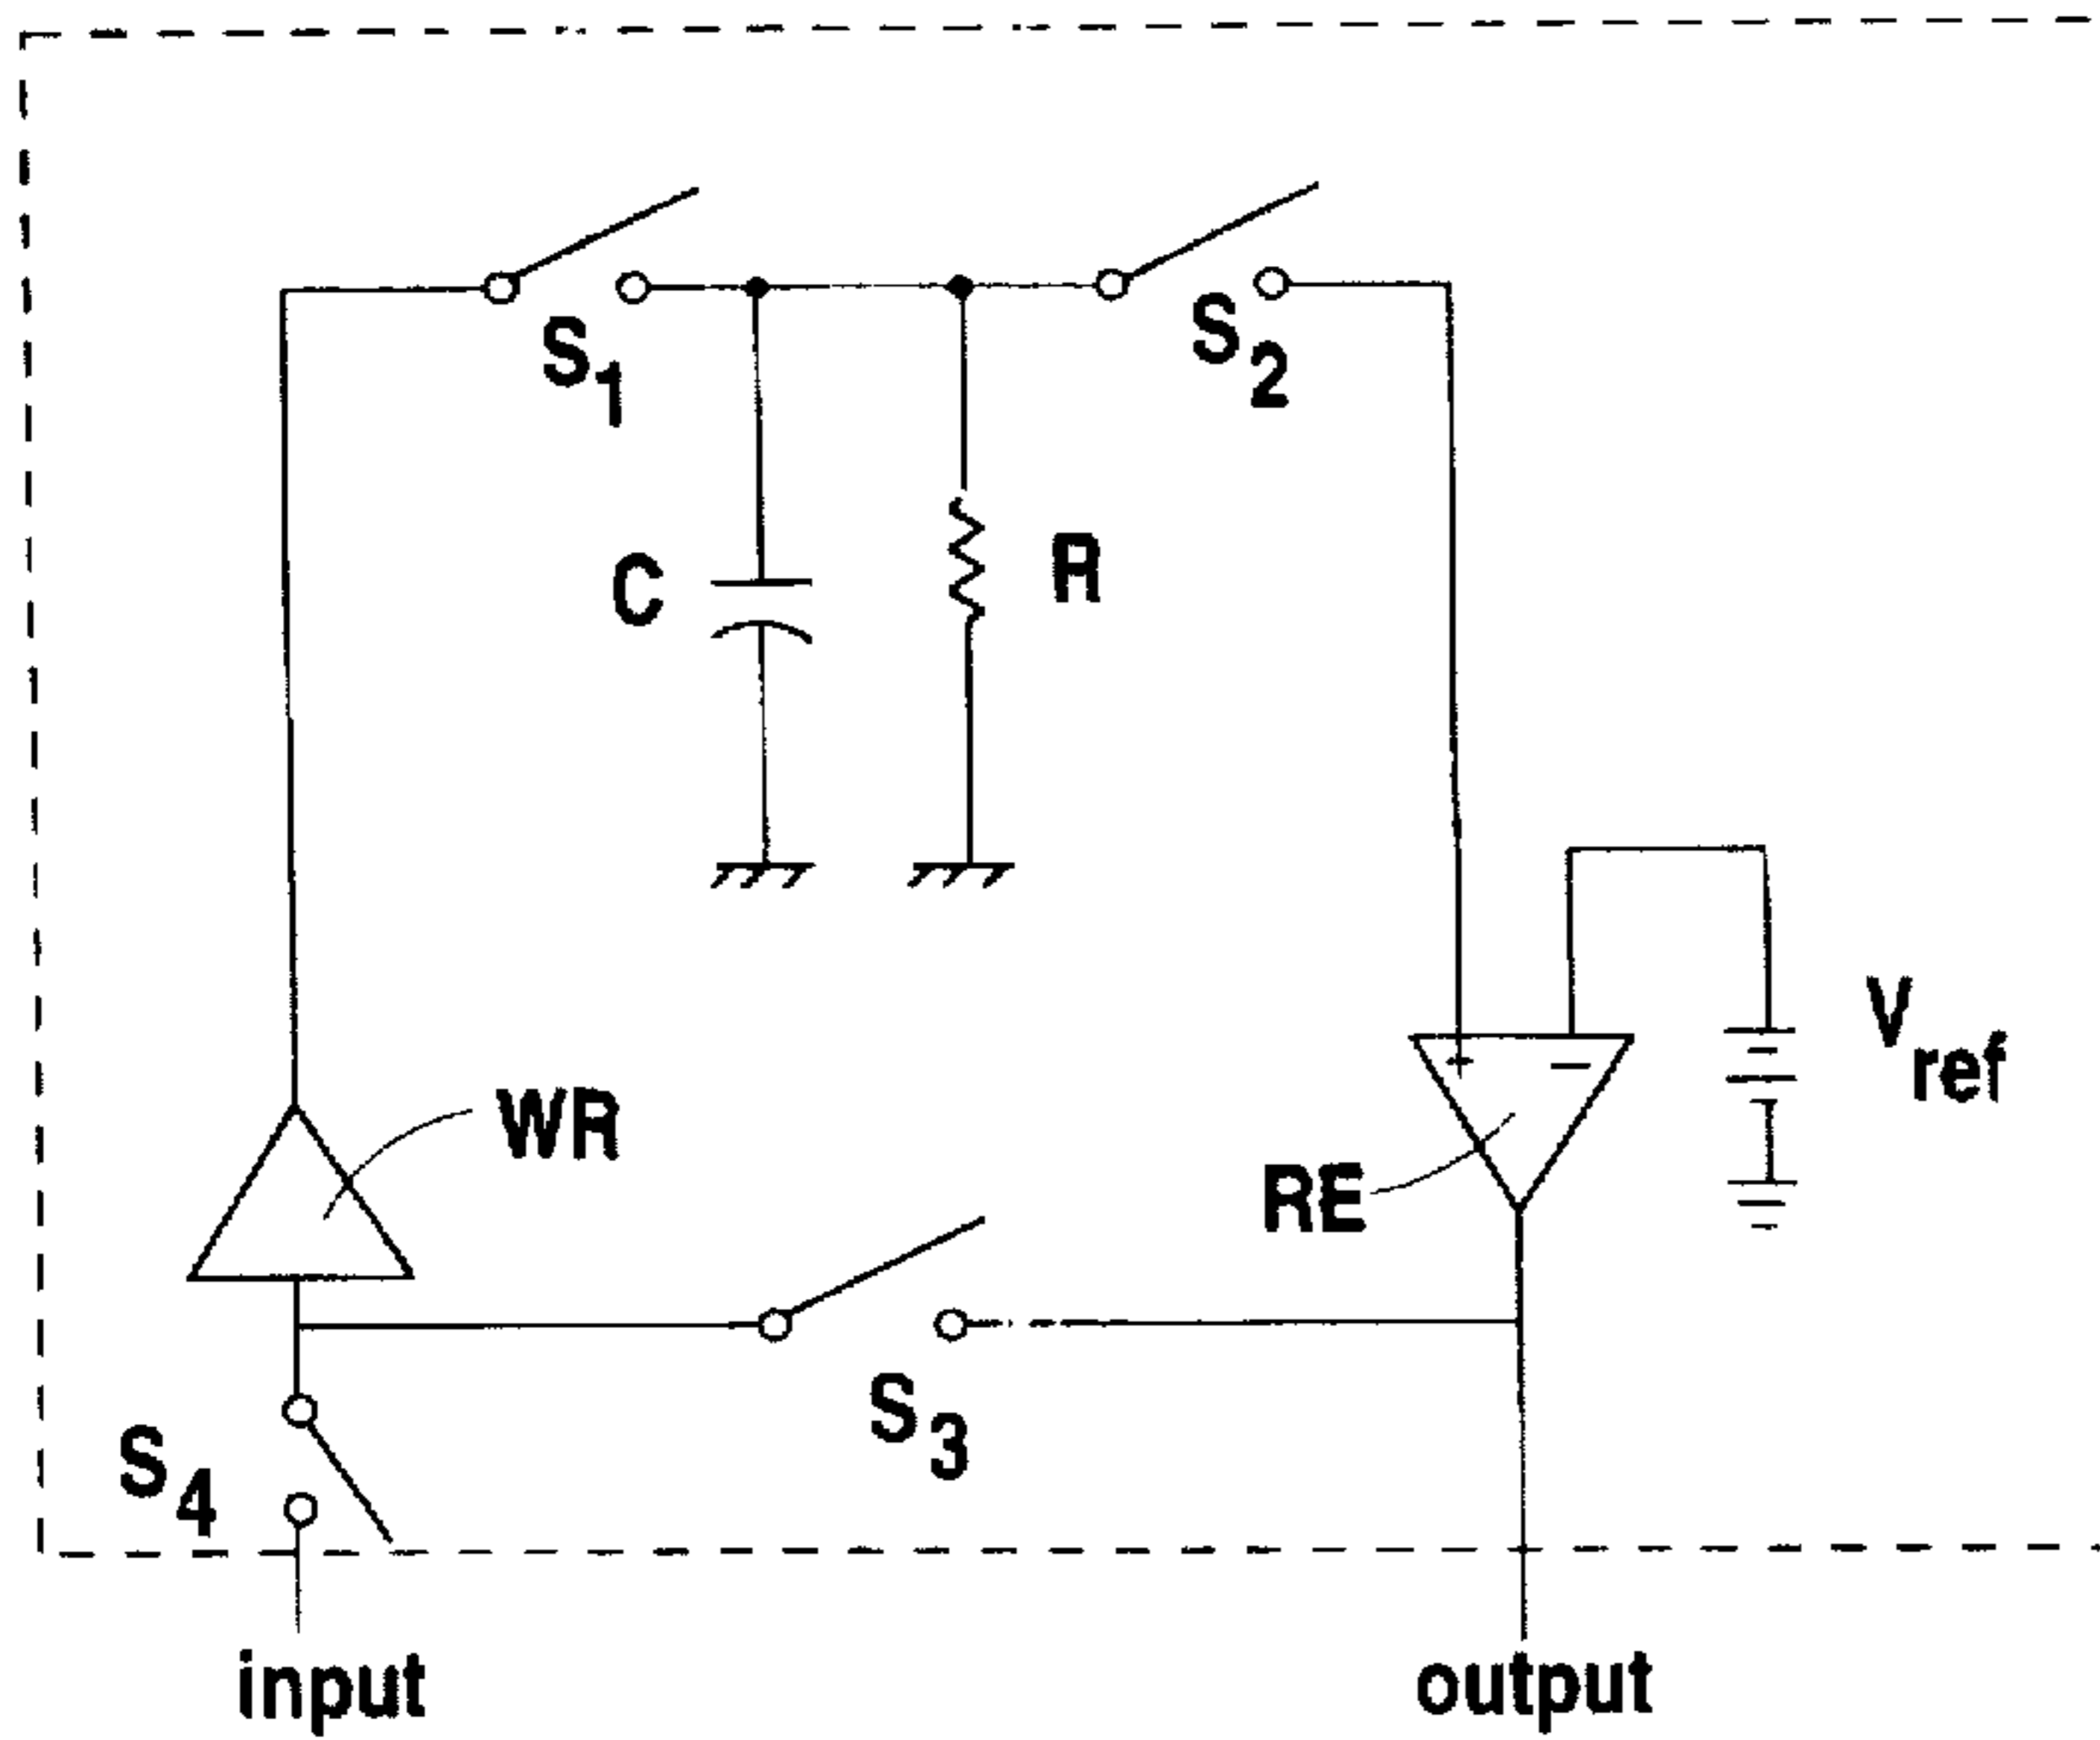 S1
S2
C
R
Vref
WR
RE
+
−
S3
S4
input
output